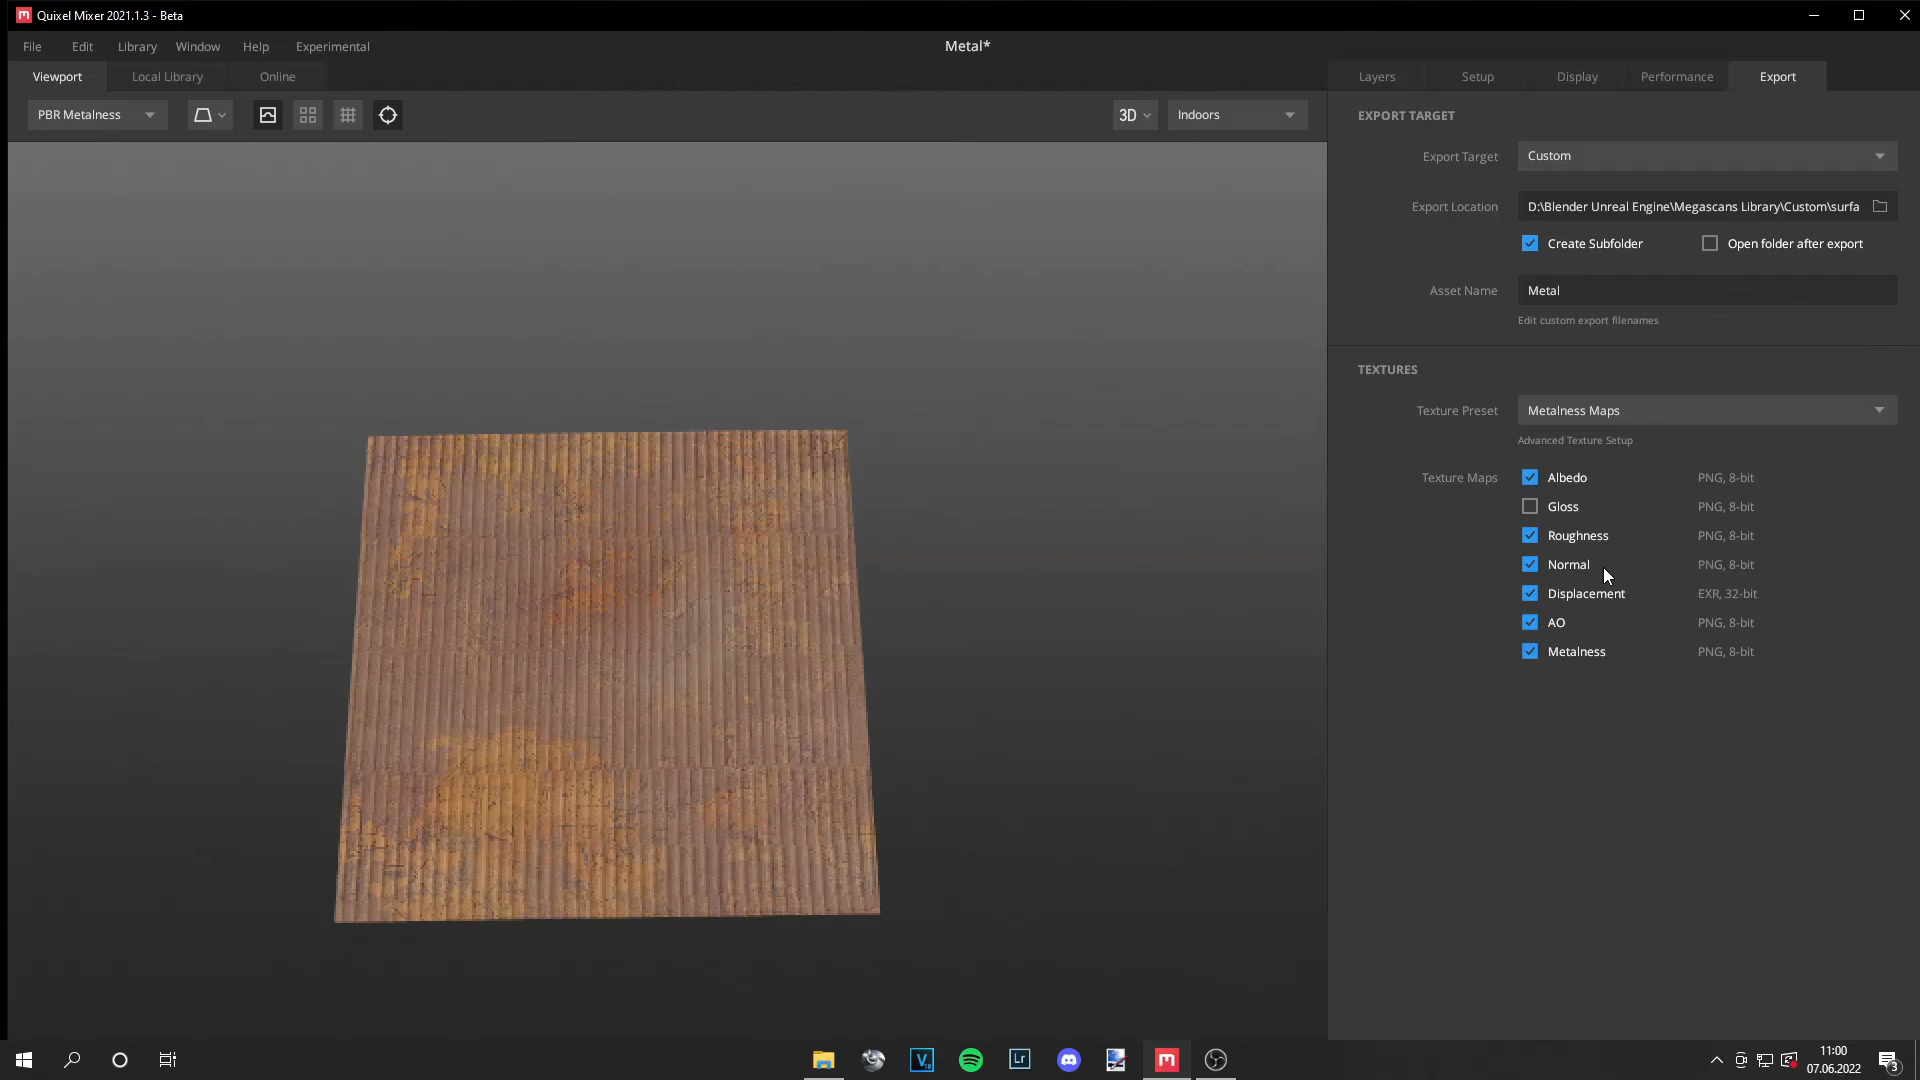 Quixel Mixer 2021.1.3 - Beta
File Edit Library Window Help Experimental
Metal*
Viewport Local Library Online
Layers Setup Display Performance Export
PBR Metalness
3D
Indoors
EXPORT TARGET
Export Target Custom
Export Location D:\Blender Unreal Engine\Megascans Library\Custom\surfa
Create Subfolder Open folder after export
Asset Name Metal
Edit custom export filenames
TEXTURES
Texture Preset Metalness Maps
Advanced Texture Setup
Texture Maps Albedo PNG, 8-bit
Gloss PNG, 8-bit
Roughness PNG, 8-bit
Normal PNG, 8-bit
Displacement EXR, 32-bit
AO PNG, 8-bit
Metalness PNG, 8-bit
Lr
11:00
07.06.2022
3